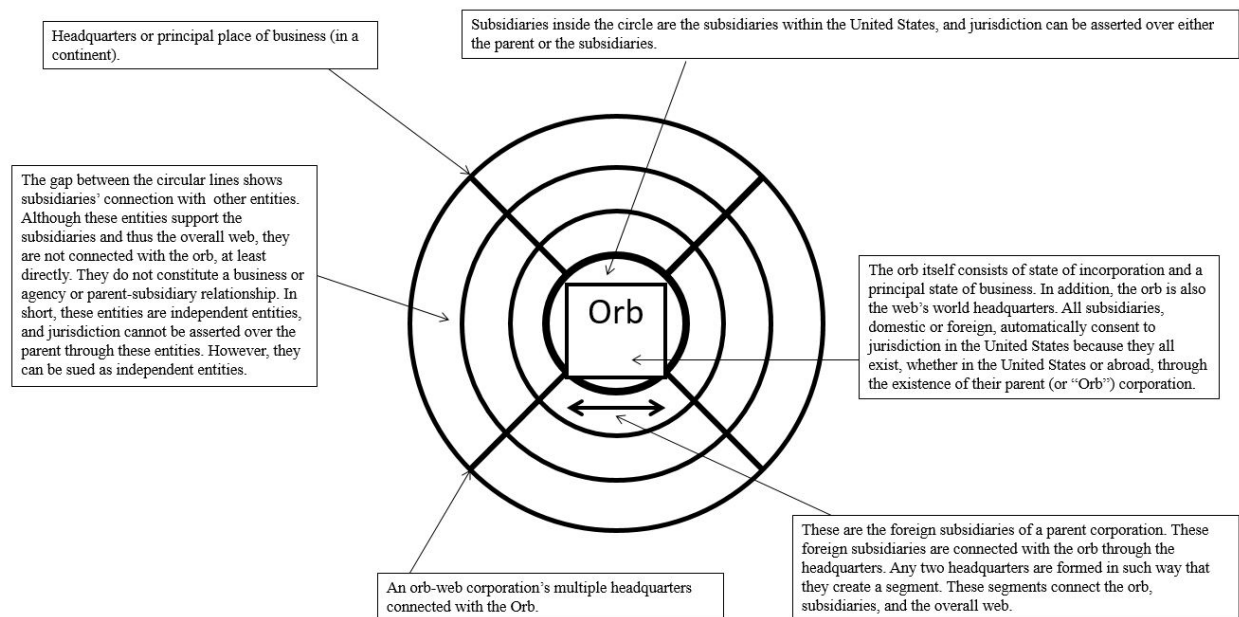 Headquarters or principal place of business (in a
continent).
Subsidiaries inside the circle are the subsidiaries within the United States, and jurisdiction can be asserted over either
the parent or the subsidiaries.
The gap between the circular lines shows
subsidiaries’ connection with other entities.
Although these entities support the
subsidiaries and thus the overall web, they
are not connected with the orb, at least
directly. They do not constitute a business or
agency or parent-subsidiary relationship. In
short, these entities are independent entities,
and jurisdiction cannot be asserted over the
parent through these entities. However, they
can be sued as independent entities.
Orb
The orb itself consists of state of incorporation and a
principal state of business. In addition, the orb is also
the web’s world headquarters. All subsidiaries,
domestic or foreign, automatically consent to
jurisdiction in the United States because they all
exist, whether in the United States or abroad, through
the existence of their parent (or “Orb”) corporation.
An orb-web corporation’s multiple headquarters
connected with the Orb.
These are the foreign subsidiaries of a parent corporation. These
foreign subsidiaries are connected with the orb through the
headquarters. Any two headquarters are formed in such way that
they create a segment. These segments connect the orb,
subsidiaries, and the overall web.